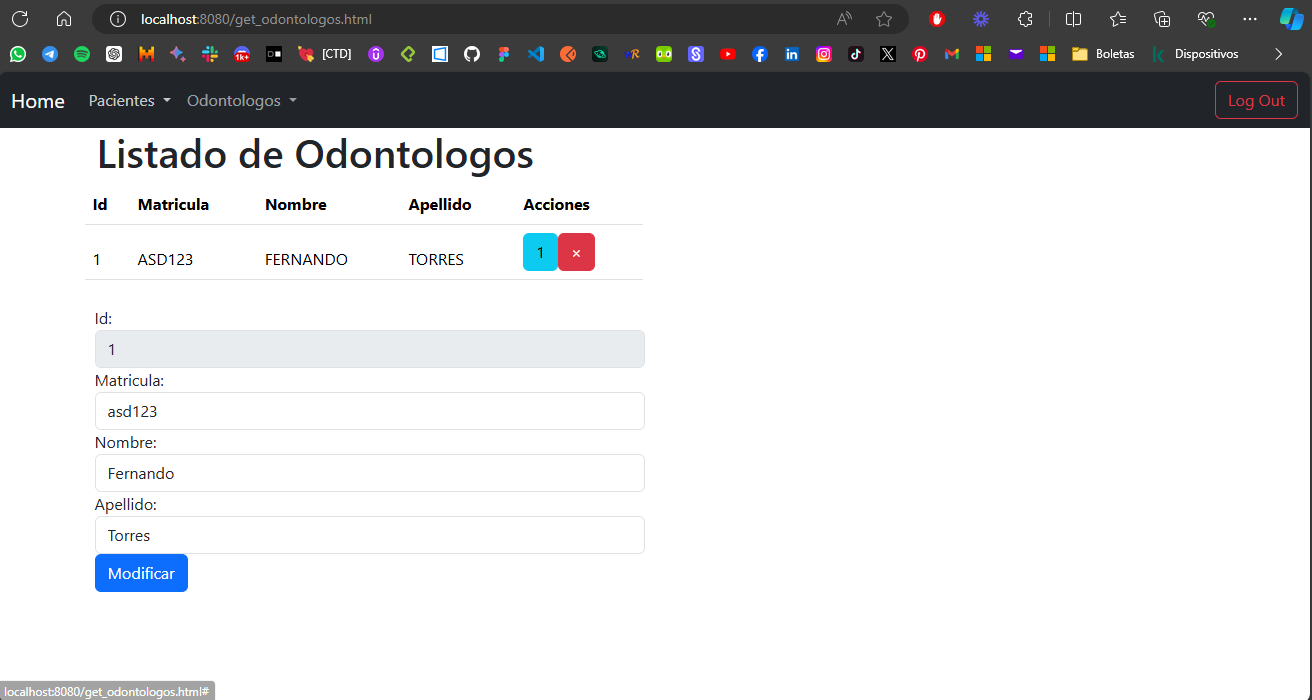 localhost:8080/get_odontologos.html
1K+ [CTD] Boletas Dispositivos
Home Pacientes Odontologos Log Out
Listado de Odontologos
Id Matricula Nombre Apellido Acciones
1 ASD123 FERNANDO TORRES 1 ×
Id:
1
Matricula:
asd123
Nombre:
Fernando
Apellido:
Torres
Modificar
localhost:8080/get_odontologos.html#